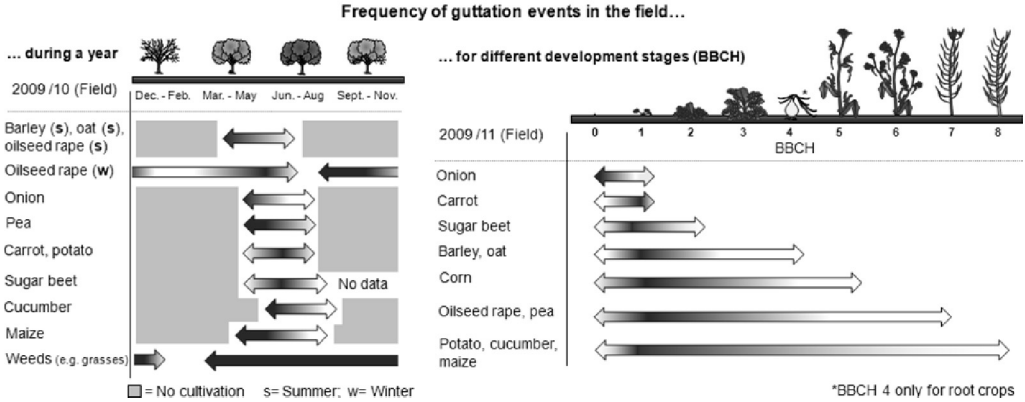 Frequency of guttation events in the field…
… during a year
2009 /10 (Field)
Dec. - Feb. Mar. - May Jun. - Aug Sept. - Nov.
Barley (s), oat (s),
oilseed rape (s)
Oilseed rape (w)
Onion
Pea
Carrot, potato
Sugar beet
No data
Cucumber
Maize
Weeds (e.g. grasses)
= No cultivation s= Summer; w= Winter
… for different development stages (BBCH)
*
2009 /11 (Field)
0 1 2 3 4 5 6 7 8
BBCH
Onion
Carrot
Sugar beet
Barley, oat
Corn
Oilseed rape, pea
Potato, cucumber,
maize
*BBCH 4 only for root crops